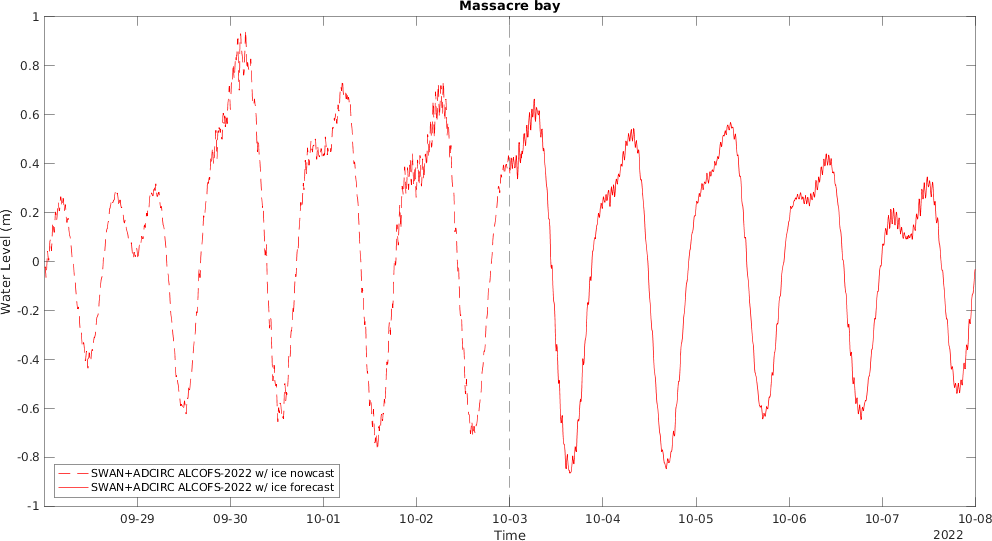 Massacre bay
1
0.8
0.6
0.4
0.2
0
-0.2
-0.4
-0.6
-0.8
-1
Water Level (m)
SWAN+ADCIRC ALCOFS-2022 w/ ice nowcast
SWAN+ADCIRC ALCOFS-2022 w/ ice forecast
09-29 09-30 10-01 10-02 10-03 10-04 10-05 10-06 10-07 10-08
Time
2022